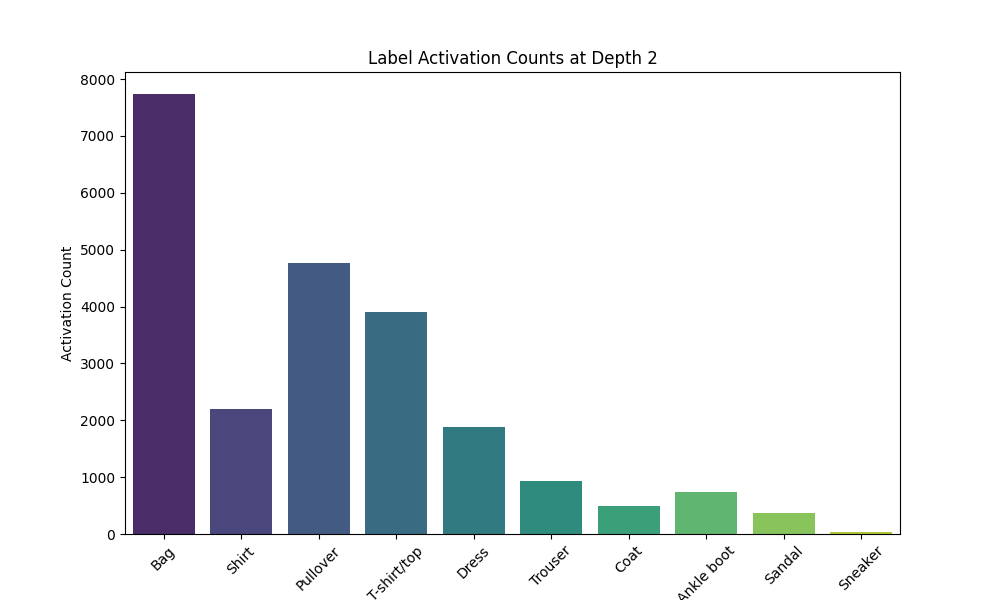 Label Activation Counts at Depth 2
Activation Count
8000
7000
6000
5000
4000
3000
2000
1000
0
Bag
Shirt
Pullover
T-shirt/top
Dress
Trouser
Coat
Ankle boot
Sandal
Sneaker